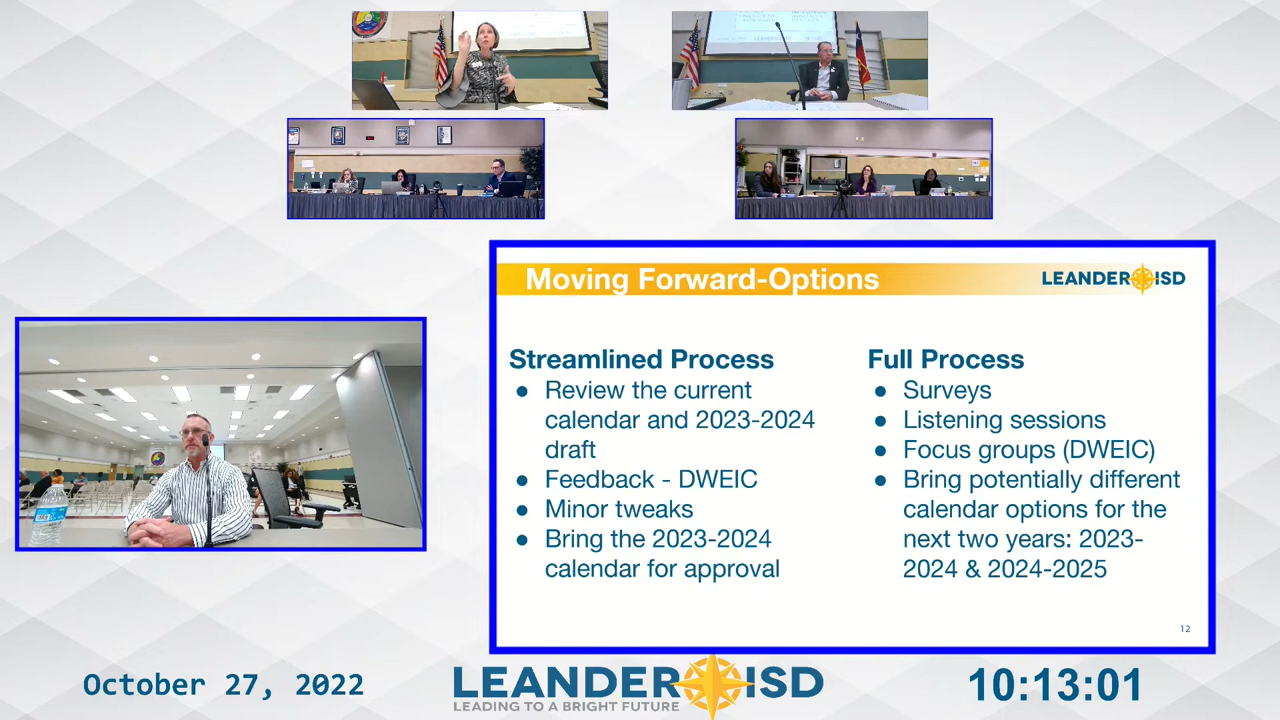 Moving Forward-Options
LEANDER ISD
Streamlined Process
● Review the current
calendar and 2023-2024
draft
● Feedback - DWEIC
● Minor tweaks
● Bring the 2023-2024
calendar for approval
Full Process
● Surveys
● Listening sessions
● Focus groups (DWEIC)
● Bring potentially different
calendar options for the
next two years: 2023-
2024 & 2024-2025
12
October 27, 2022
LEANDER ISD
LEADING TO A BRIGHT FUTURE
10:13:01